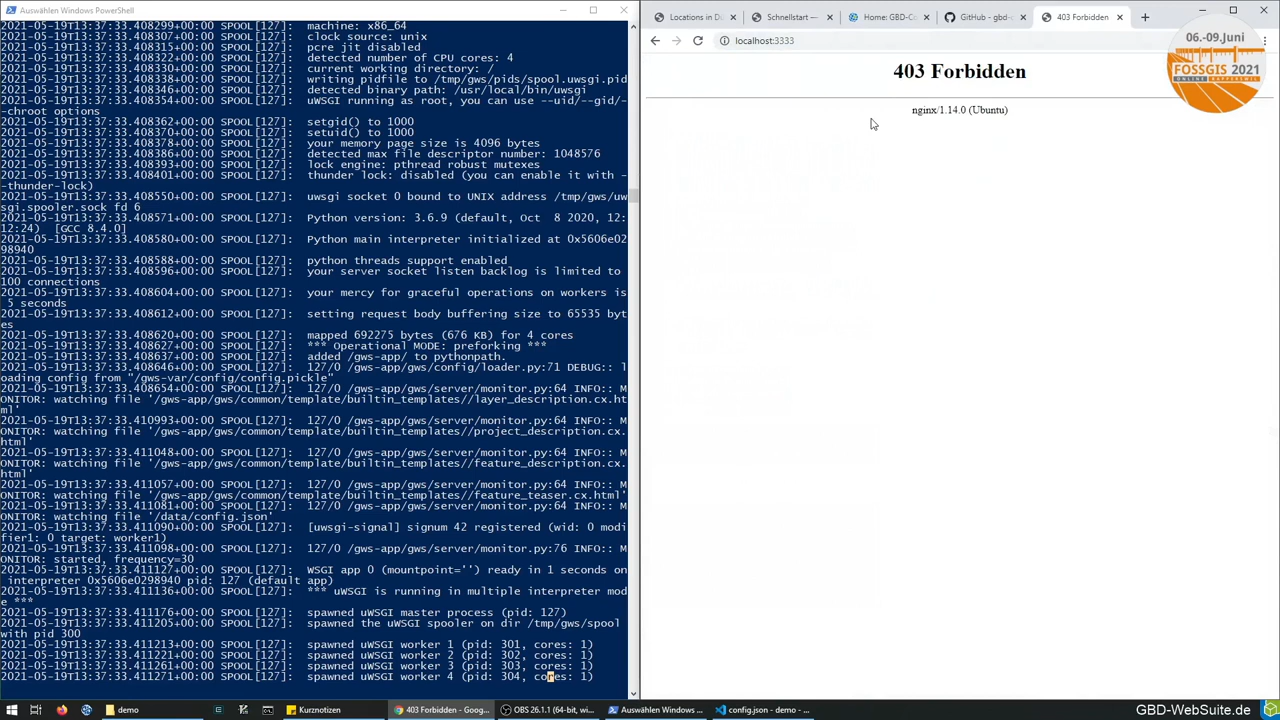 Auswählen Windows PowerShell
2021-05-19T13:37:33.408299+00:00 SPOOL[127]:  machine: x86_64
2021-05-19T13:37:33.408307+00:00 SPOOL[127]:  clock source: unix
2021-05-19T13:37:33.408315+00:00 SPOOL[127]:  pcre jit disabled
2021-05-19T13:37:33.408322+00:00 SPOOL[127]:  detected number of CPU cores: 4
2021-05-19T13:37:33.408330+00:00 SPOOL[127]:  current working directory: /
2021-05-19T13:37:33.408338+00:00 SPOOL[127]:  writing pidfile to /tmp/gws/pids/spool.uwsgi.pid
2021-05-19T13:37:33.408346+00:00 SPOOL[127]:  detected binary path: /usr/local/bin/uwsgi
2021-05-19T13:37:33.408354+00:00 SPOOL[127]:  uWSGI running as root, you can use --uid/--gid/-
-chroot options
2021-05-19T13:37:33.408362+00:00 SPOOL[127]:  setgid() to 1000
2021-05-19T13:37:33.408370+00:00 SPOOL[127]:  setuid() to 1000
2021-05-19T13:37:33.408378+00:00 SPOOL[127]:  your memory page size is 4096 bytes
2021-05-19T13:37:33.408386+00:00 SPOOL[127]:  detected max file descriptor number: 1048576
2021-05-19T13:37:33.408393+00:00 SPOOL[127]:  lock engine: pthread robust mutexes
2021-05-19T13:37:33.408401+00:00 SPOOL[127]:  thunder lock: disabled (you can enable it with -
-thunder-lock)
2021-05-19T13:37:33.408550+00:00 SPOOL[127]:  uwsgi socket 0 bound to UNIX address /tmp/gws/uw
sgi.spooler.sock fd 6
2021-05-19T13:37:33.408571+00:00 SPOOL[127]:  Python version: 3.6.9 (default, Oct  8 2020, 12:
12:24)  [GCC 8.4.0]
2021-05-19T13:37:33.408580+00:00 SPOOL[127]:  Python main interpreter initialized at 0x5606e02
98940
2021-05-19T13:37:33.408588+00:00 SPOOL[127]:  python threads support enabled
2021-05-19T13:37:33.408596+00:00 SPOOL[127]:  your server socket listen backlog is limited to
100 connections
2021-05-19T13:37:33.408604+00:00 SPOOL[127]:  your mercy for graceful operations on workers is
 5 seconds
2021-05-19T13:37:33.408612+00:00 SPOOL[127]:  setting request body buffering size to 65535 byt
es
2021-05-19T13:37:33.408620+00:00 SPOOL[127]:  mapped 692275 bytes (676 KB) for 4 cores
2021-05-19T13:37:33.408627+00:00 SPOOL[127]:  *** Operational MODE: preforking ***
2021-05-19T13:37:33.408637+00:00 SPOOL[127]:  added /gws-app/ to pythonpath.
2021-05-19T13:37:33.408646+00:00 SPOOL[127]:  127/0 /gws-app/gws/config/loader.py:71 DEBUG:: l
oading config from "/gws-var/config/config.pickle"
2021-05-19T13:37:33.408654+00:00 SPOOL[127]:  127/0 /gws-app/gws/server/monitor.py:64 INFO:: M
ONITOR: watching file '/gws-app/gws/common/template/builtin_templates//layer_description.cx.ht
ml'
2021-05-19T13:37:33.410993+00:00 SPOOL[127]:  127/0 /gws-app/gws/server/monitor.py:64 INFO:: M
ONITOR: watching file '/gws-app/gws/common/template/builtin_templates//project_description.cx.
html'
2021-05-19T13:37:33.411048+00:00 SPOOL[127]:  127/0 /gws-app/gws/server/monitor.py:64 INFO:: M
ONITOR: watching file '/gws-app/gws/common/template/builtin_templates//feature_description.cx.
html'
2021-05-19T13:37:33.411057+00:00 SPOOL[127]:  127/0 /gws-app/gws/server/monitor.py:64 INFO:: M
ONITOR: watching file '/gws-app/gws/common/template/builtin_templates//feature_teaser.cx.html'
2021-05-19T13:37:33.411081+00:00 SPOOL[127]:  127/0 /gws-app/gws/server/monitor.py:64 INFO:: M
ONITOR: watching file '/data/config.json'
2021-05-19T13:37:33.411090+00:00 SPOOL[127]:  [uwsgi-signal] signum 42 registered (wid: 0 modi
fier1: 0 target: worker1)
2021-05-19T13:37:33.411098+00:00 SPOOL[127]:  127/0 /gws-app/gws/server/monitor.py:76 INFO:: M
ONITOR: started, frequency=30
2021-05-19T13:37:33.411127+00:00 SPOOL[127]:  WSGI app 0 (mountpoint='') ready in 1 seconds on
 interpreter 0x5606e0298940 pid: 127 (default app)
2021-05-19T13:37:33.411136+00:00 SPOOL[127]:  *** uWSGI is running in multiple interpreter mod
e ***
2021-05-19T13:37:33.411176+00:00 SPOOL[127]:  spawned uWSGI master process (pid: 127)
2021-05-19T13:37:33.411205+00:00 SPOOL[127]:  spawned the uWSGI spooler on dir /tmp/gws/spool
with pid 300
2021-05-19T13:37:33.411213+00:00 SPOOL[127]:  spawned uWSGI worker 1 (pid: 301, cores: 1)
2021-05-19T13:37:33.411221+00:00 SPOOL[127]:  spawned uWSGI worker 2 (pid: 302, cores: 1)
2021-05-19T13:37:33.411261+00:00 SPOOL[127]:  spawned uWSGI worker 3 (pid: 303, cores: 1)
2021-05-19T13:37:33.411271+00:00 SPOOL[127]:  spawned uWSGI worker 4 (pid: 304, cores: 1)
Locations in D Schnellstart — Home: GBD-C GitHub - gbd-c 403 Forbidden
localhost:3333
06.-09.Juni
FOSSGIS 2021
ONLINE RAPPERSWIL
403 Forbidden
nginx/1.14.0 (Ubuntu)
demo Kurznotizen 403 Forbidden - Goog... OBS 26.1.1 (64-bit, wi... Auswählen Windows ... config.json - demo - ...
GBD-WebSuite.de